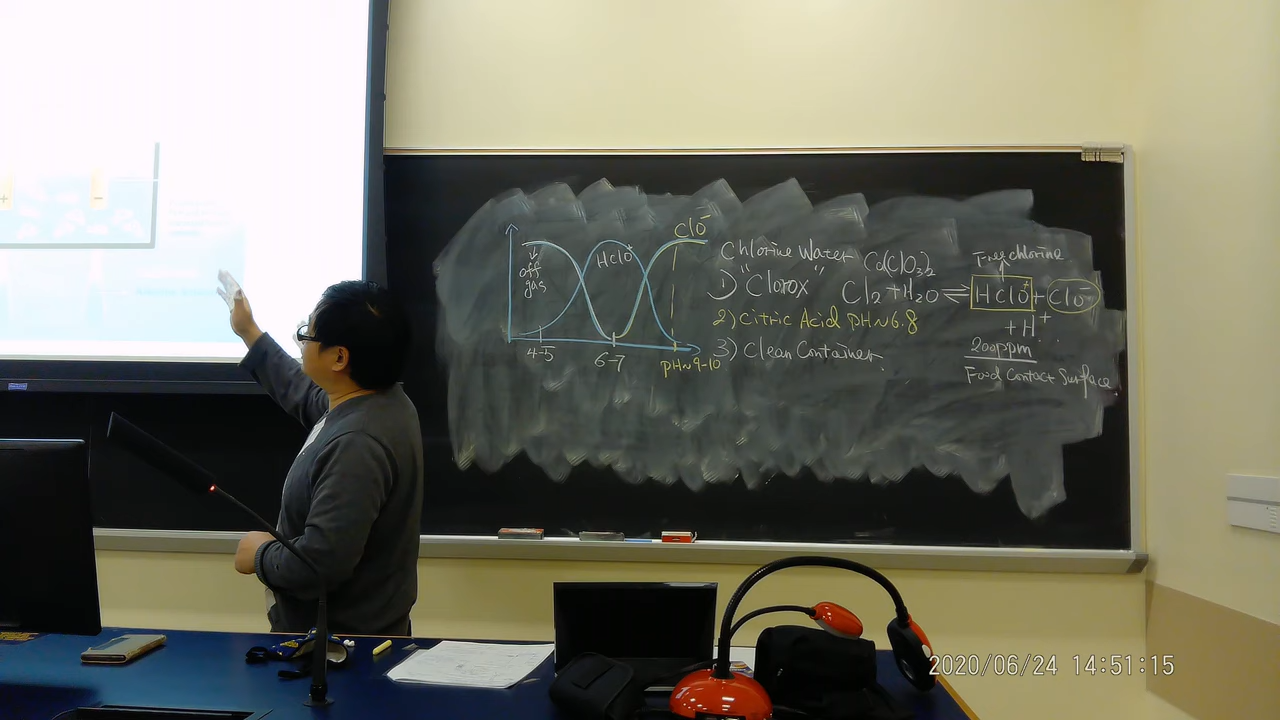 ClO⁻
HClO
↓
off
gas
4-5
6-7
pH~9-10
Chlorine Water Ca(ClO)₂
1) "Clorox" Cl₂ + H₂O ⇌ HClO + ClO⁻
Free chlorine
+ H⁺
2) Citric Acid pH~6.8
3) Clean Container
200ppm
Food Contact Surface
+
-
2020/06/24 14:51:15